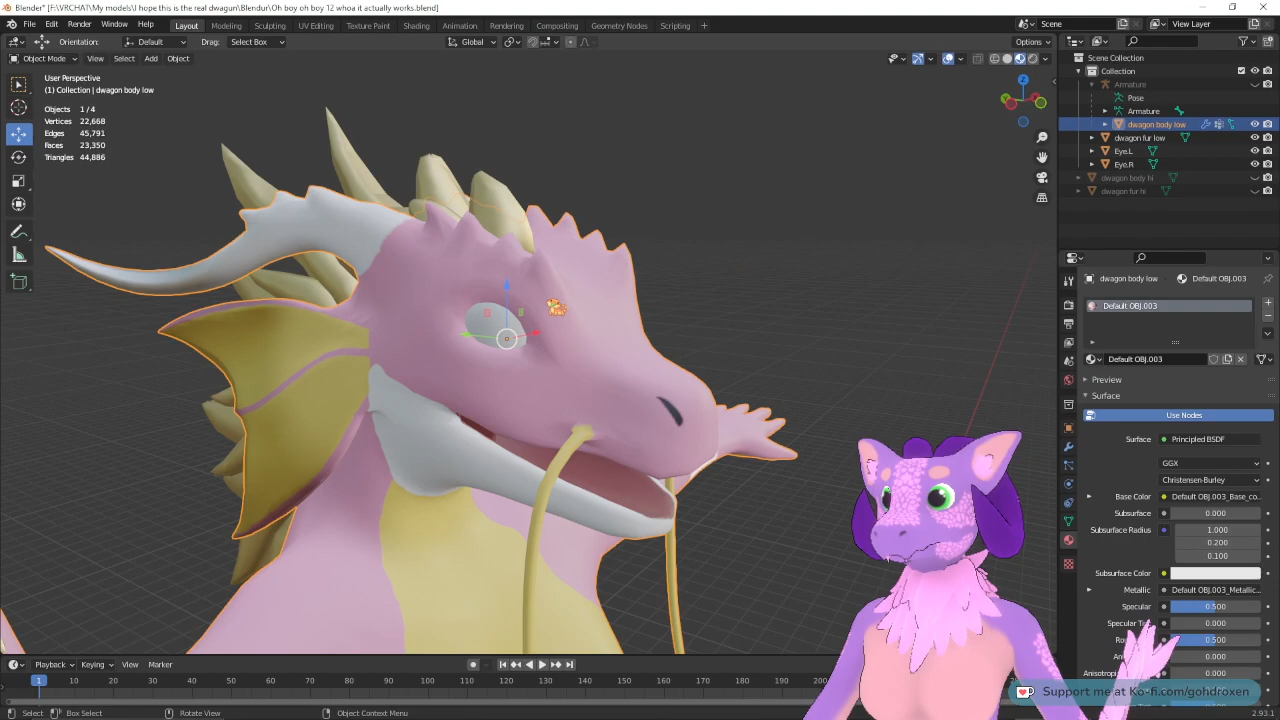 Blender* [F:\VRCHAT\My models\I hope this is the real dwagon\Blendur\Oh boy oh boy 12 whoa it actually works.blend]
File Edit Render Window Help Layout Modeling Sculpting UV Editing Texture Paint Shading Animation Rendering Compositing Geometry Nodes Scripting + Scene View Layer
Orientation: Default Drag: Select Box Global Options
Object Mode View Select Add Object
User Perspective
(1) Collection | dwagon body low
Objects 1 / 4
Vertices 22,668
Edges 45,791
Faces 23,350
Triangles 44,886
Scene Collection
Collection
Armature
Pose
Armature
dwagon body low
dwagon fur low
Eye.L
Eye.R
dwagon body hi
dwagon fur hi
dwagon body low Default OBJ.003
Default OBJ.003
Default OBJ.003
Preview
Surface
Use Nodes
Surface Principled BSDF
GGX
Christensen-Burley
Base Color Default OBJ.003_Base_co...
Subsurface 0.000
Subsurface Radius 1.000
0.200
0.100
Subsurface Color
Metallic Default OBJ.003_Metallic...
Specular 0.500
Specular Tin 0.000
0.500
0.000
Anisotropi 0.000
Playback Keying View Marker
1 10 20 30 40 50 60 70 80 90 100 110 120 130 140 150 160 170 180 190 200
Support me at Ko-fi.com/gohdroxen
Select Box Select Rotate View Object Context Menu 2.93.1